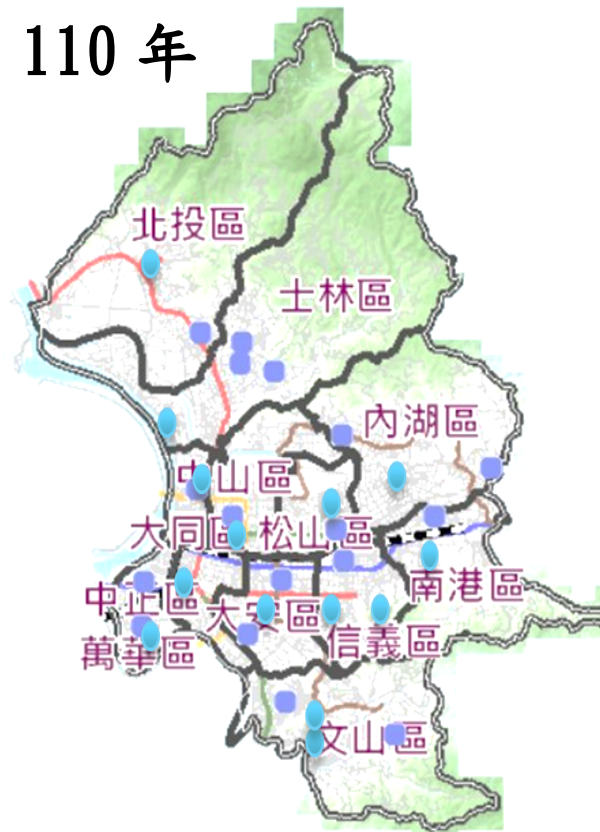 110 年
北投區
士林區
內湖區
中山區
大同區
松山區
南港區
中正區
大安區
信義區
萬華區
文山區